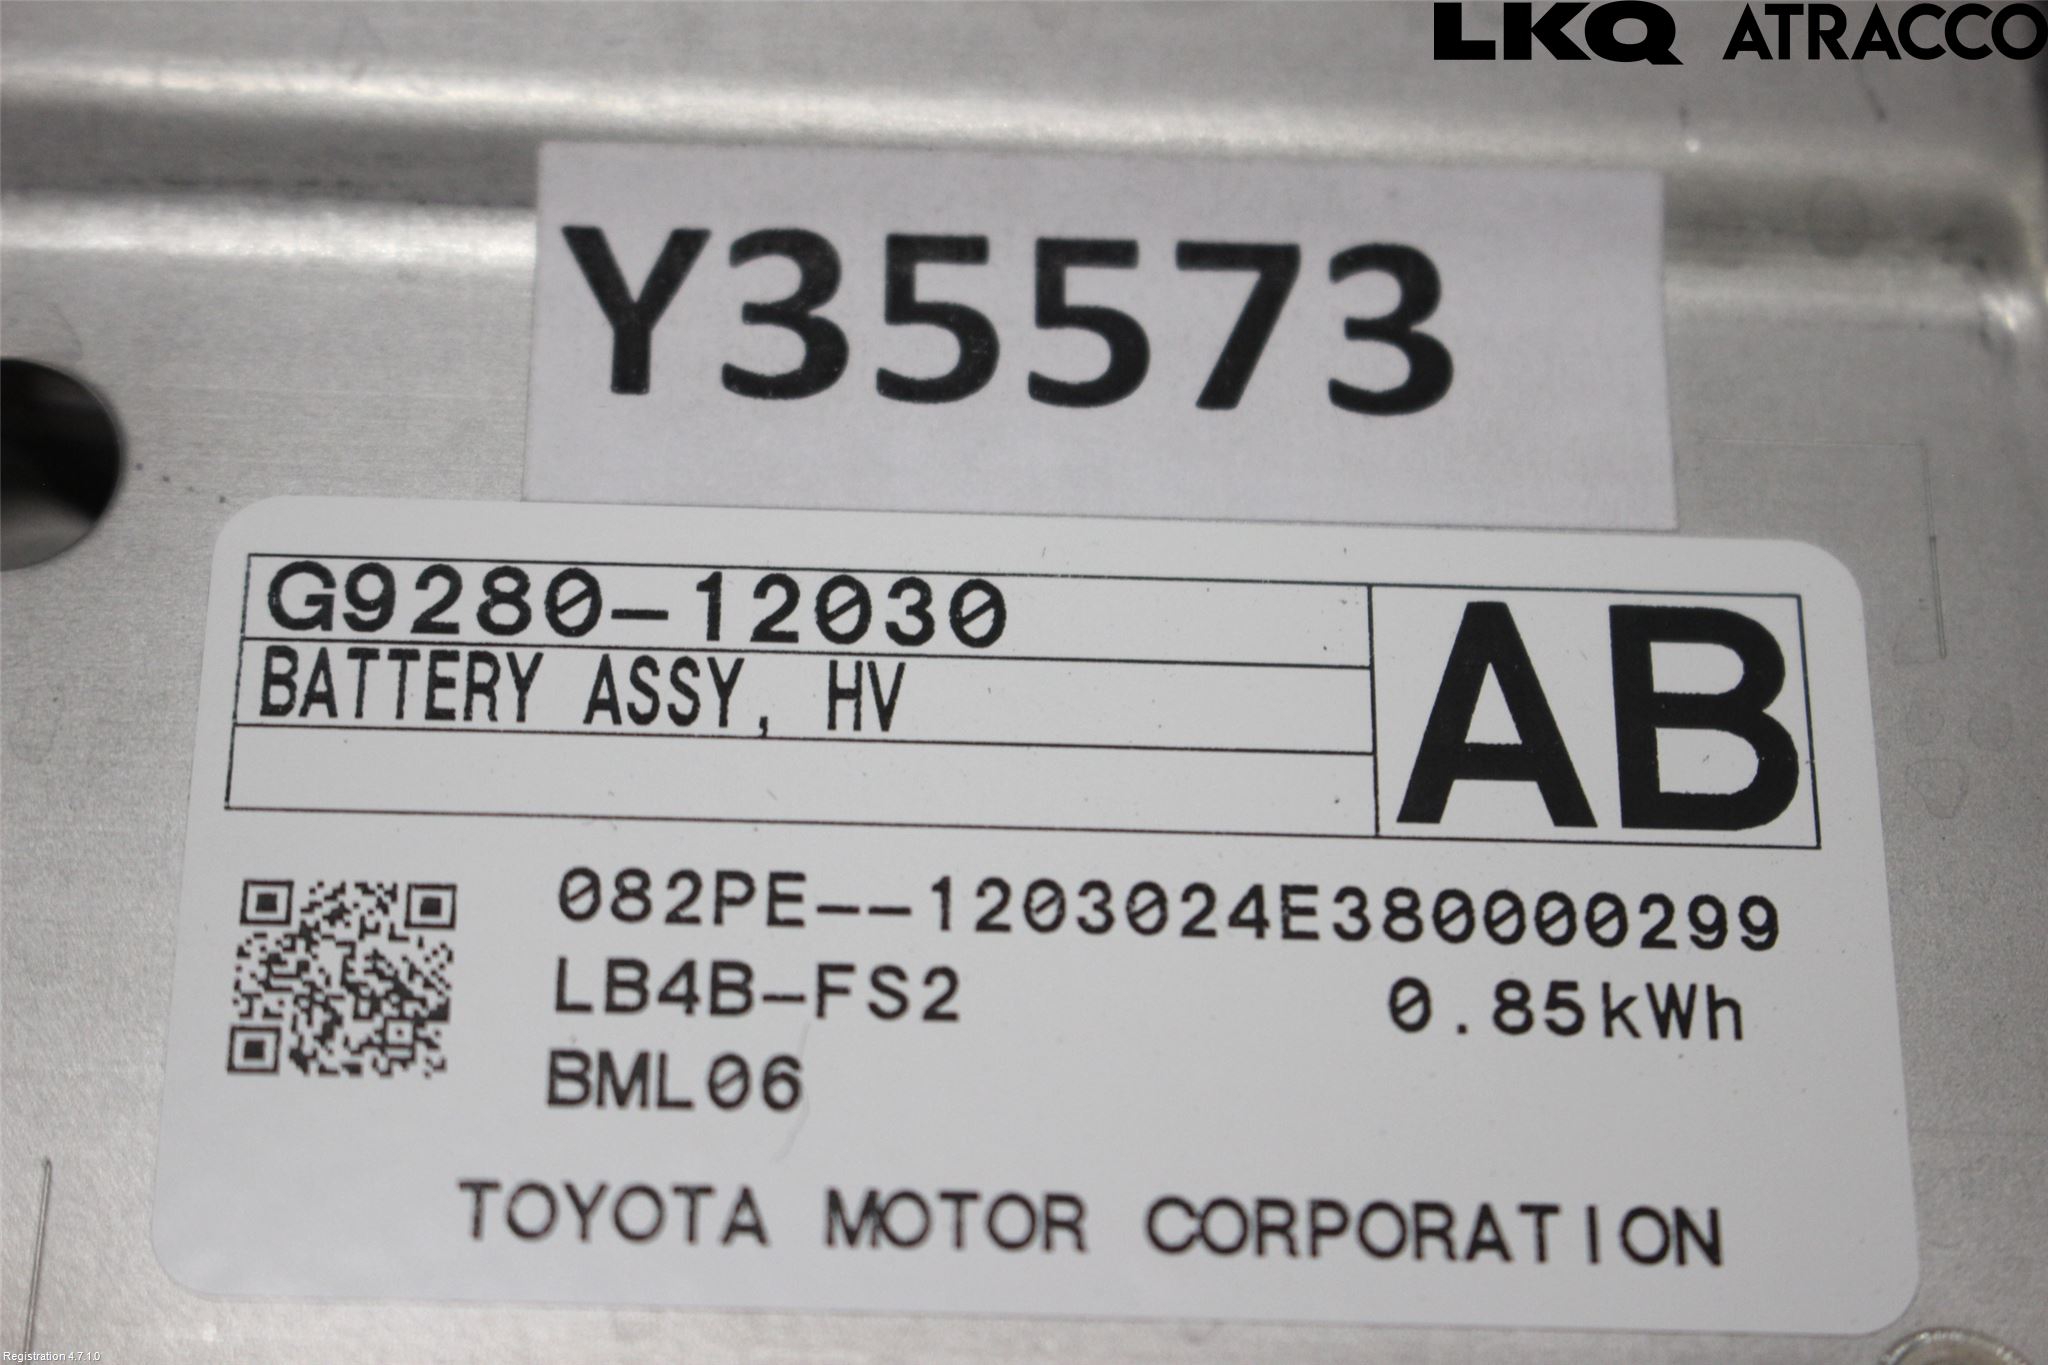 LKQ ATRACCO
Y35573
G9280-12030
BATTERY ASSY, HV
AB
082PE--1203024E380000299
LB4B-FS2 0.85kWh
BML06
TOYOTA MOTOR CORPORATION
Registration 4.7.1.0